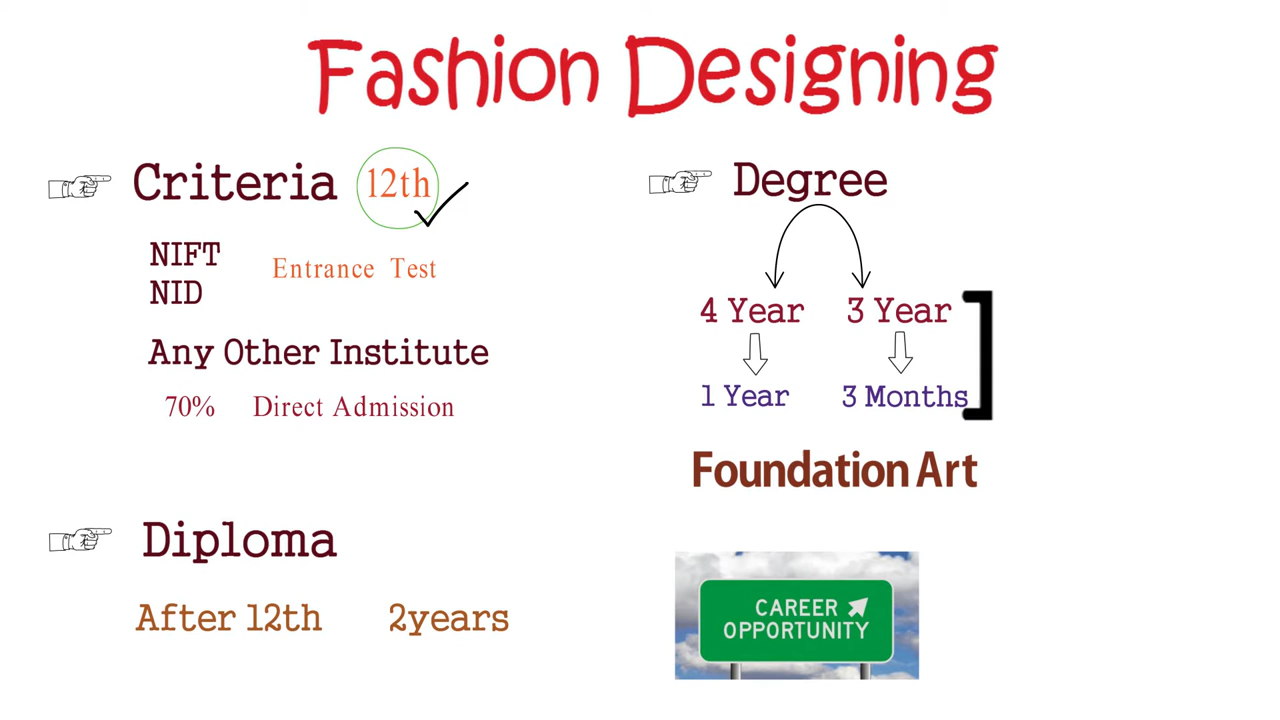 Fashion Designing
Criteria 12th
NIFT
Entrance Test
NID
Any Other Institute
70% Direct Admission
Diploma
After 12th 2years
Degree
4 Year 3 Year
1 Year 3 Months
Foundation Art
CAREER
OPPORTUNITY